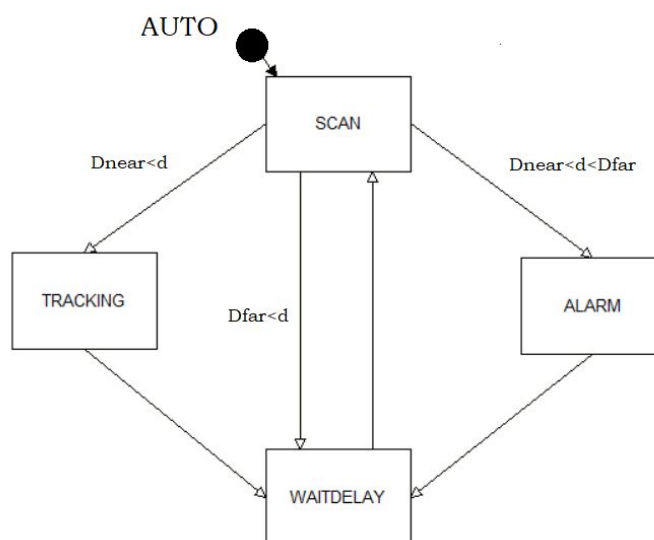 AUTO
SCAN
Dnear<d
Dnear<d<Dfar
TRACKING
Dfar<d
ALARM
WAITDELAY